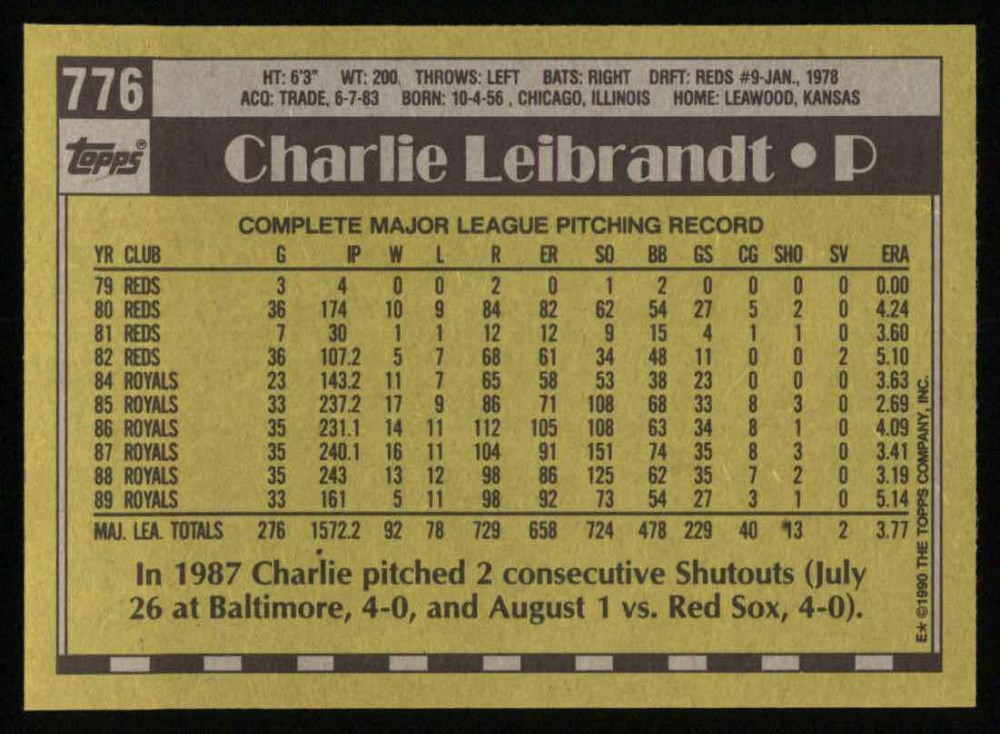 776
HT: 6'3" WT: 200 THROWS: LEFT BATS: RIGHT DRFT: REDS #9-JAN., 1978
ACQ: TRADE, 6-7-83 BORN: 10-4-56, CHICAGO, ILLINOIS HOME: LEAWOOD, KANSAS
Topps® Charlie Leibrandt • P
COMPLETE MAJOR LEAGUE PITCHING RECORD
YR CLUB G IP W L R ER SO BB GS CG SHO SV ERA
79 REDS 3 4 0 0 2 0 1 2 0 0 0 0 0.00
80 REDS 36 174 10 9 84 82 62 54 27 5 2 0 4.24
81 REDS 7 30 1 1 12 12 9 15 4 1 1 0 3.60
82 REDS 36 107.2 5 7 68 61 34 48 11 0 0 2 5.10
84 ROYALS 23 143.2 11 7 65 58 53 38 23 0 0 0 3.63
85 ROYALS 33 237.2 17 9 86 71 108 68 33 8 3 0 2.69
86 ROYALS 35 231.1 14 11 112 105 108 63 34 8 1 0 4.09
87 ROYALS 35 240.1 16 11 104 91 151 74 35 8 3 0 3.41
88 ROYALS 35 243 13 12 98 86 125 62 35 7 2 0 3.19
89 ROYALS 33 161 5 11 98 92 73 54 27 3 1 0 5.14
MAJ. LEA. TOTALS 276 1572.2 92 78 729 658 724 478 229 40 13 2 3.77
In 1987 Charlie pitched 2 consecutive Shutouts (July
26 at Baltimore, 4-0, and August 1 vs. Red Sox, 4-0).
E* ©1990 THE TOPPS COMPANY, INC.